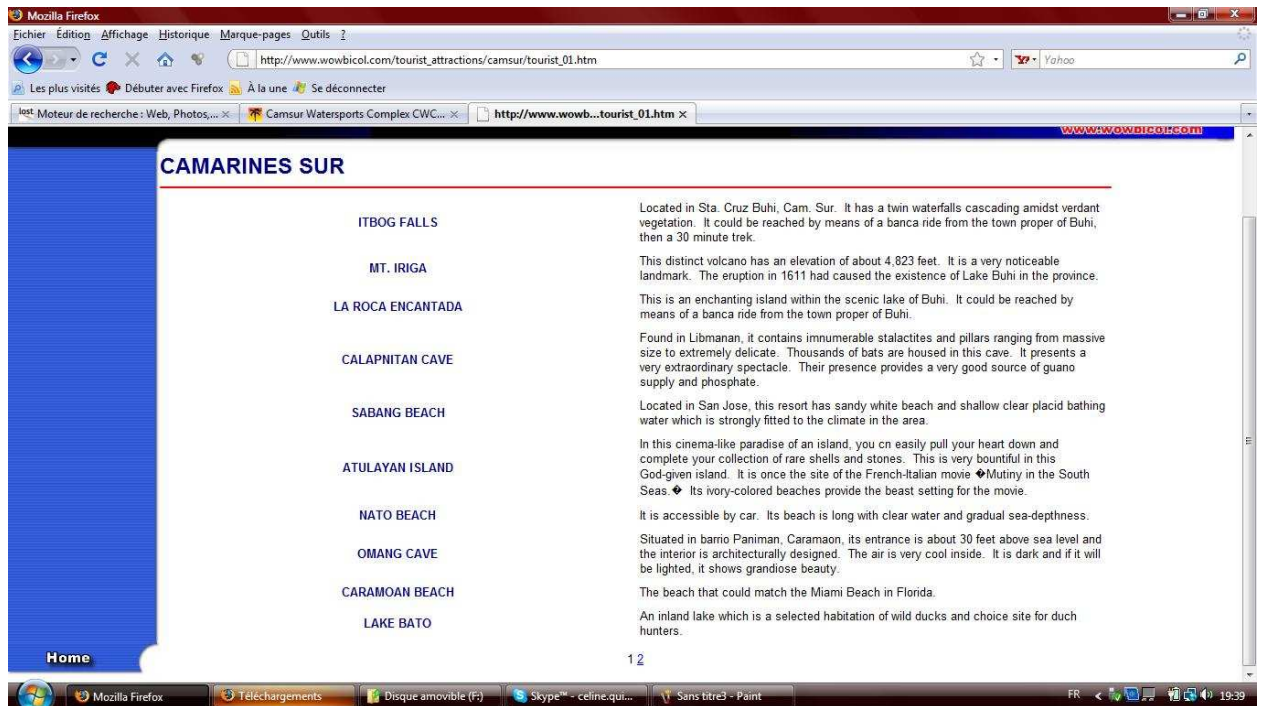 Mozilla Firefox
Fichier Édition Affichage Historique Marque-pages Outils ?
http://www.wowbicol.com/tourist_attractions/camsur/tourist_01.htm
Yahoo
Les plus visités Débuter avec Firefox À la une Se déconnecter
lost Moteur de recherche : Web, Photos,... Camsur Watersports Complex CWC... http://www.wowb...tourist_01.htm
www.wowbicol.com
CAMARINES SUR
ITBOG FALLS
Located in Sta. Cruz Buhi, Cam. Sur. It has a twin waterfalls cascading amidst verdant
vegetation. It could be reached by means of a banca ride from the town proper of Buhi,
then a 30 minute trek.
MT. IRIGA
This distinct volcano has an elevation of about 4,823 feet. It is a very noticeable
landmark. The eruption in 1611 had caused the existence of Lake Buhi in the province.
LA ROCA ENCANTADA
This is an enchanting island within the scenic lake of Buhi. It could be reached by
means of a banca ride from the town proper of Buhi.
CALAPNITAN CAVE
Found in Libmanan, it contains imnumerable stalactites and pillars ranging from massive
size to extremely delicate. Thousands of bats are housed in this cave. It presents a
very extraordinary spectacle. Their presence provides a very good source of guano
supply and phosphate.
SABANG BEACH
Located in San Jose, this resort has sandy white beach and shallow clear placid bathing
water which is strongly fitted to the climate in the area.
ATULAYAN ISLAND
In this cinema-like paradise of an island, you cn easily pull your heart down and
complete your collection of rare shells and stones. This is very bountiful in this
God-given island. It is once the site of the French-Italian movie �Mutiny in the South
Seas.� Its ivory-colored beaches provide the beast setting for the movie.
NATO BEACH
It is accessible by car. Its beach is long with clear water and gradual sea-depthness.
OMANG CAVE
Situated in barrio Paniman, Caramaon, its entrance is about 30 feet above sea level and
the interior is architecturally designed. The air is very cool inside. It is dark and if it will
be lighted, it shows grandiose beauty.
CARAMOAN BEACH
The beach that could match the Miami Beach in Florida.
LAKE BATO
An inland lake which is a selected habitation of wild ducks and choice site for duch
hunters.
Home
1 2
Mozilla Firefox Téléchargements Disque amovible (F:) Skype™ - celine.qui... Sans titre3 - Paint FR 19:39